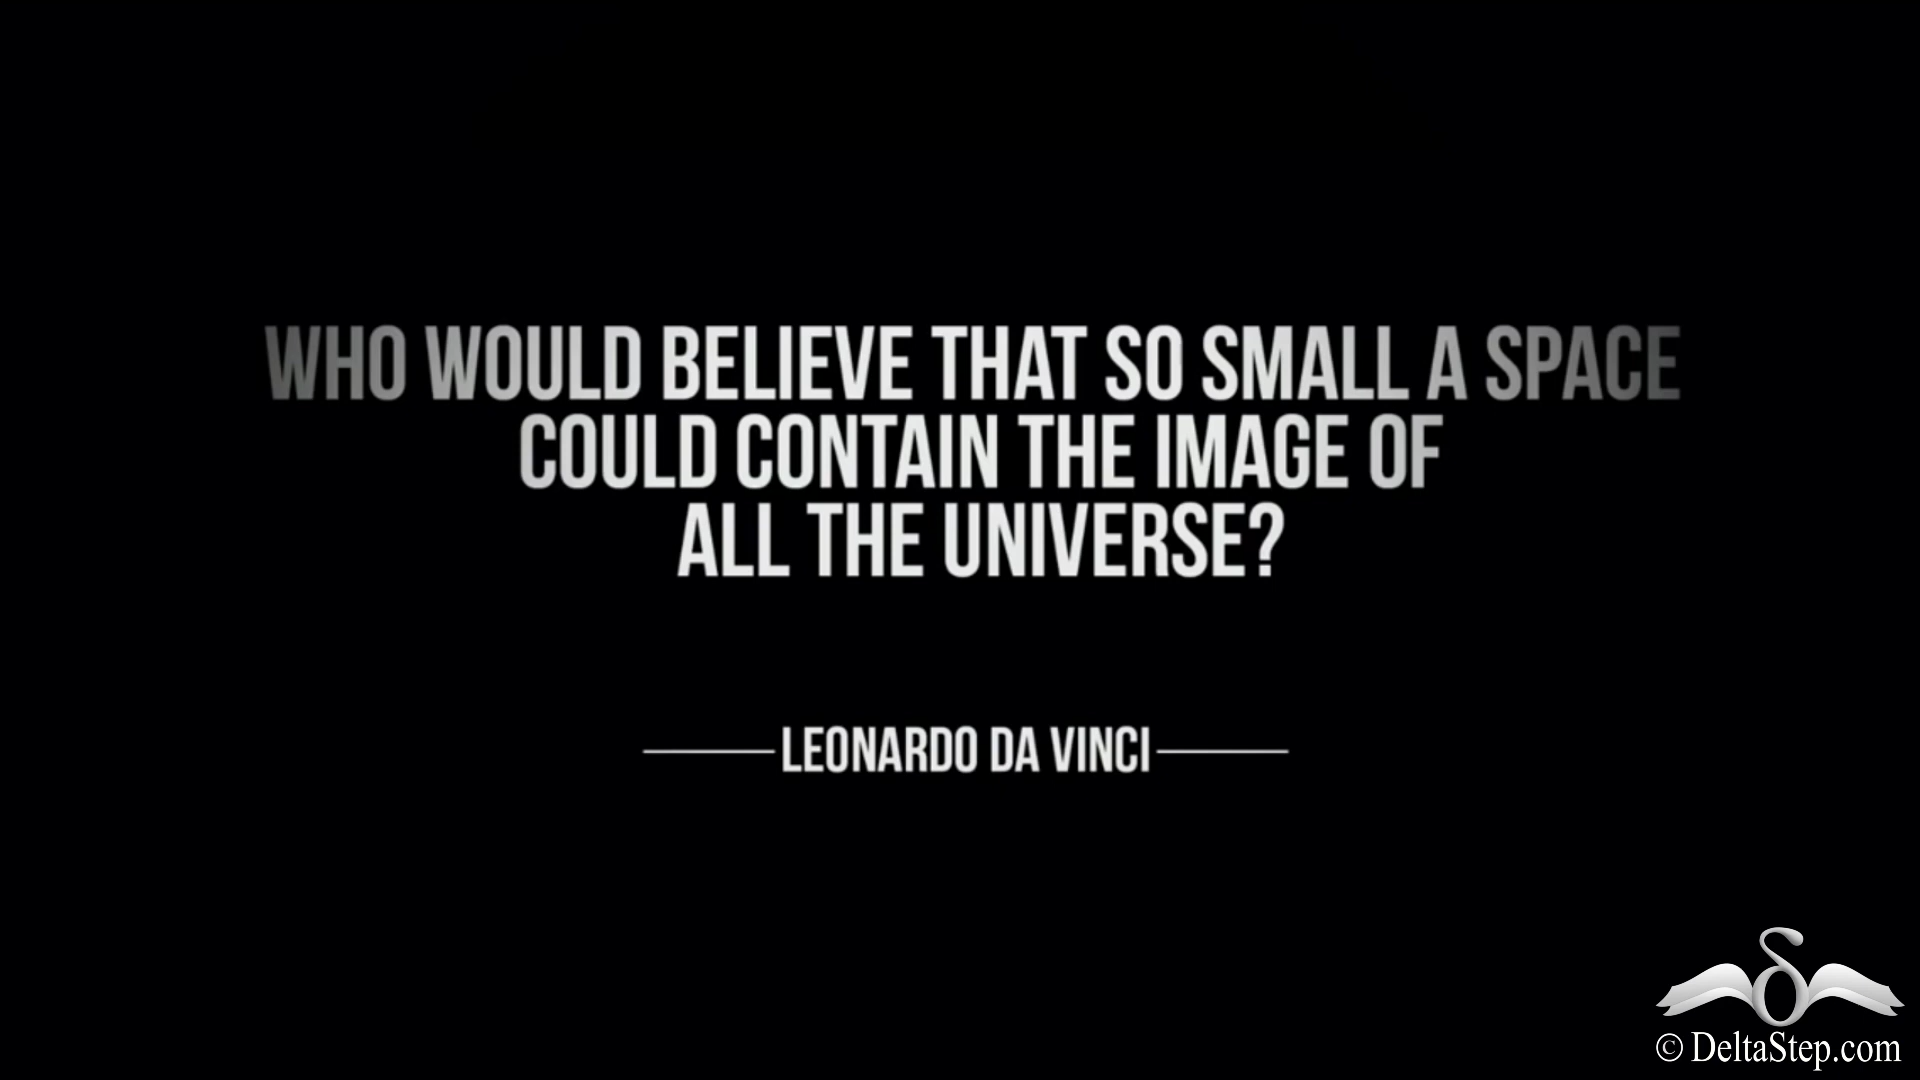 WHO WOULD BELIEVE THAT SO SMALL A SPACE
COULD CONTAIN THE IMAGE OF
ALL THE UNIVERSE?
LEONARDO DA VINCI
© DeltaStep.com